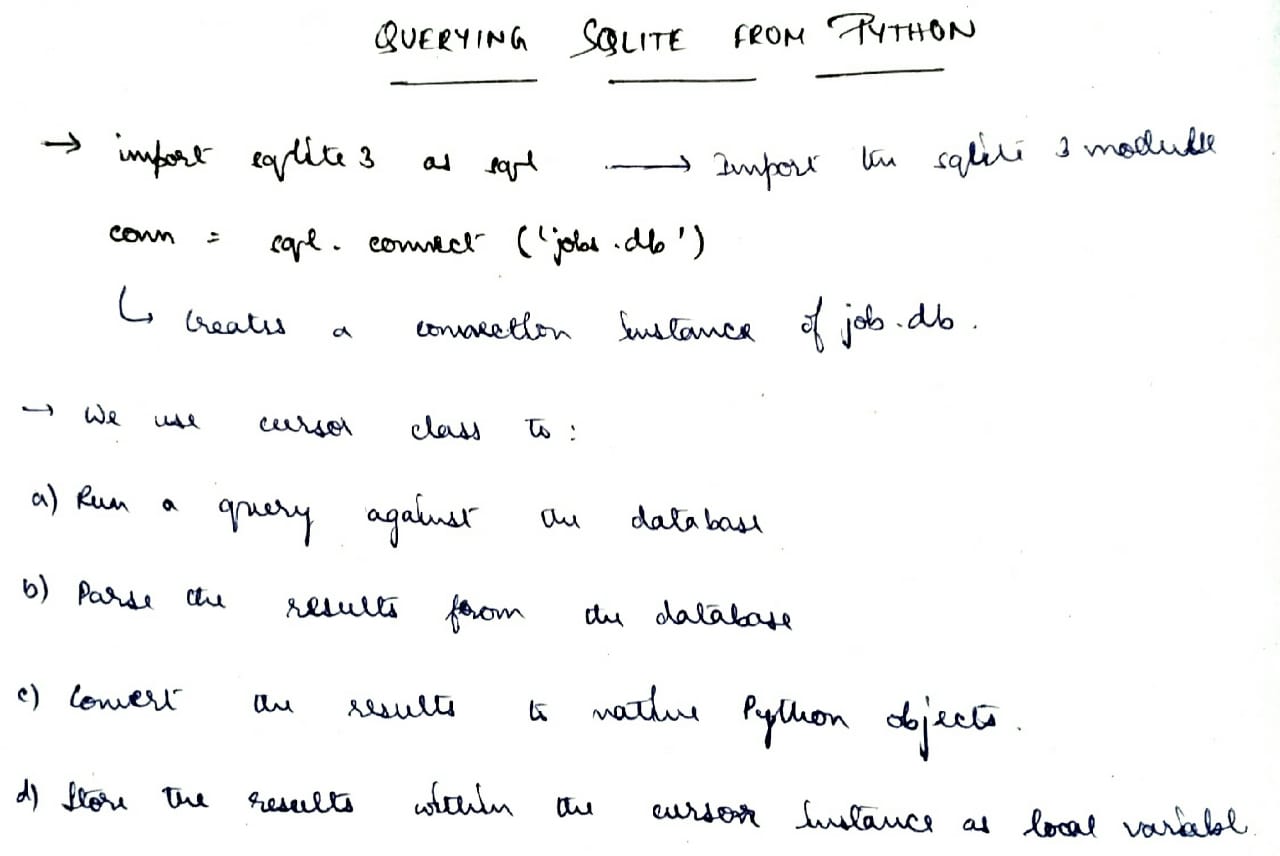 QUERYING SQLITE FROM PYTHON
→ import sqlite3 as sql → Import the sqlite 3 module
conn = sql. connect ('jobs.db')
↳ Creates a connection instance of job.db.
→ We use cursor class to :
a) Run a query against the database
b) Parse the results from the database
c) Convert the results to native Python objects.
d) Store the results within the cursor instance as local variable.